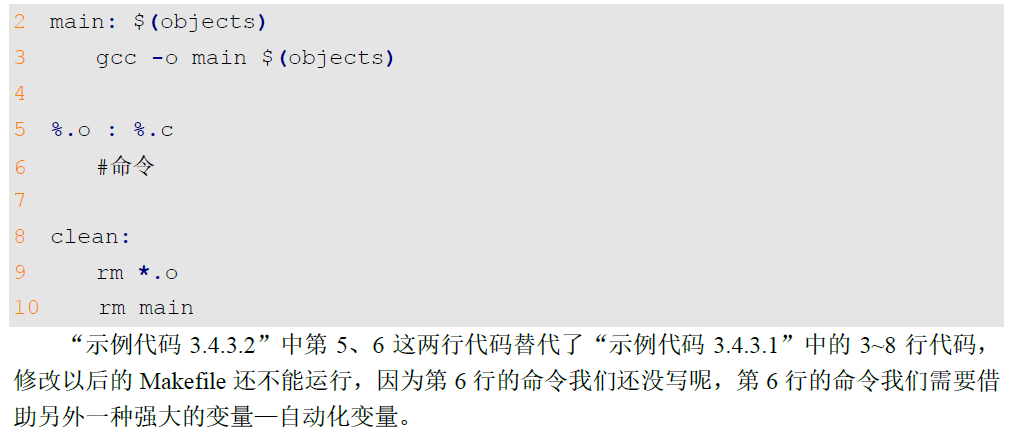 2 main: $(objects)
3 gcc -o main $(objects)
4
5 %.o : %.c
6 #命令
7
8 clean:
9 rm *.o
10 rm main
“示例代码 3.4.3.2”中第 5、6 这两行代码替代了“示例代码 3.4.3.1”中的 3~8 行代码，
修改以后的 Makefile 还不能运行，因为第 6 行的命令我们还没写呢，第 6 行的命令我们需要借
助另外一种强大的变量—自动化变量。